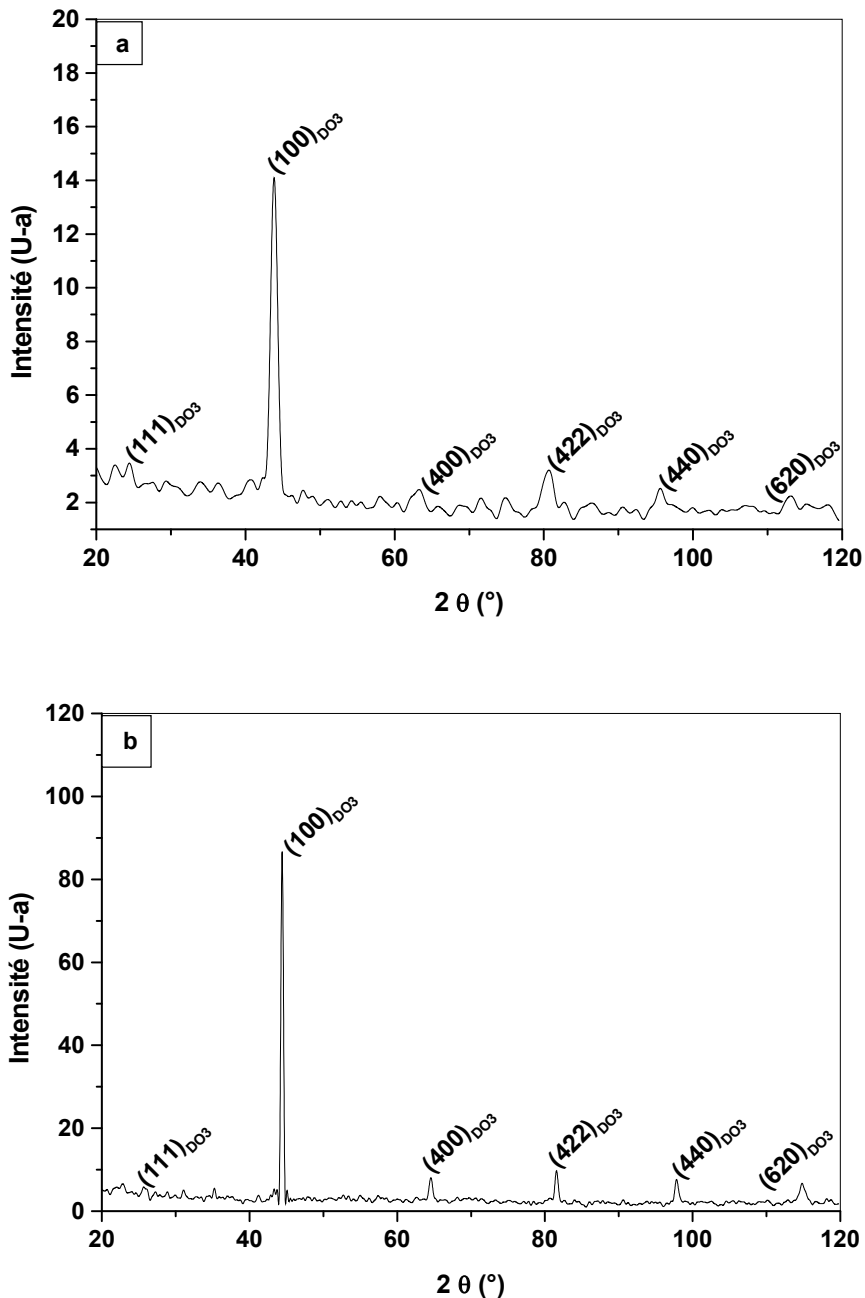 a
20
18
16
14
12
10
8
6
4
2
Intensité (U-a)
(111)DO3
(100)DO3
(400)DO3
(422)DO3
(440)DO3
(620)DO3
20 40 60 80 100 120
2 θ (°)
b
120
100
80
60
40
20
0
Intensité (U-a)
(111)DO3
(100)DO3
(400)DO3
(422)DO3
(440)DO3
(620)DO3
20 40 60 80 100 120
2 θ (°)